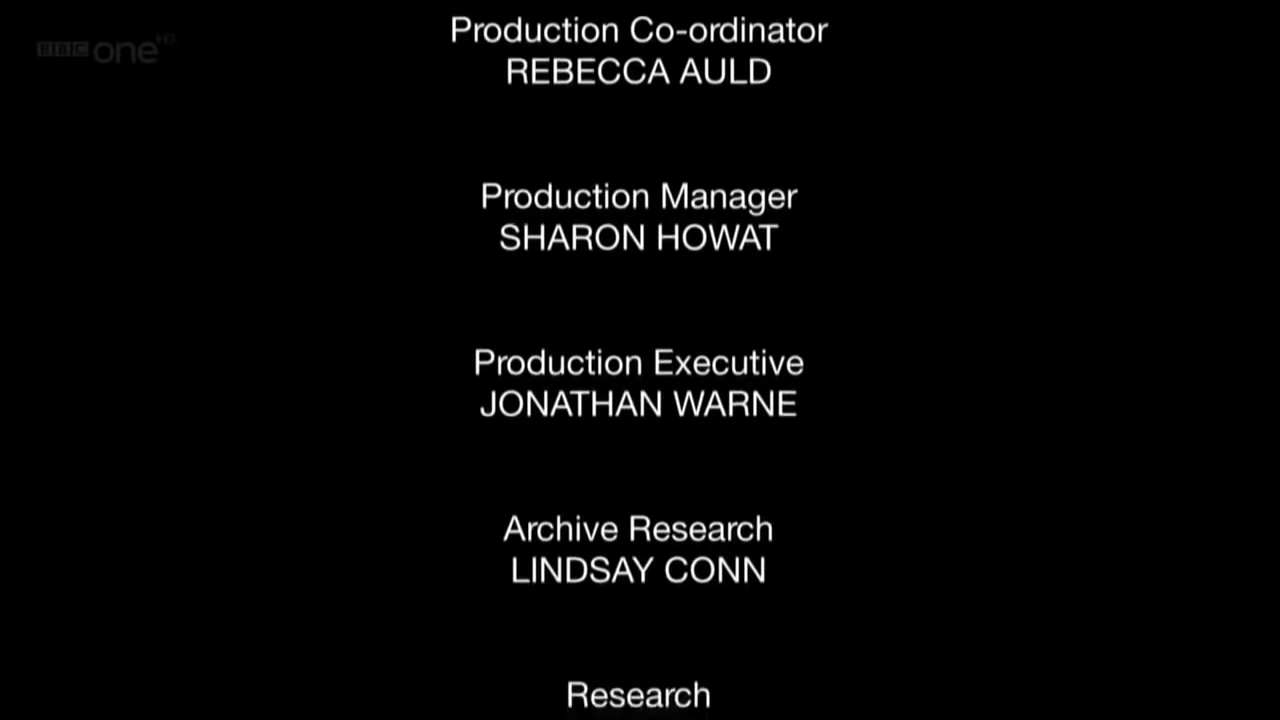 BBC one HD
Production Co-ordinator
REBECCA AULD
Production Manager
SHARON HOWAT
Production Executive
JONATHAN WARNE
Archive Research
LINDSAY CONN
Research